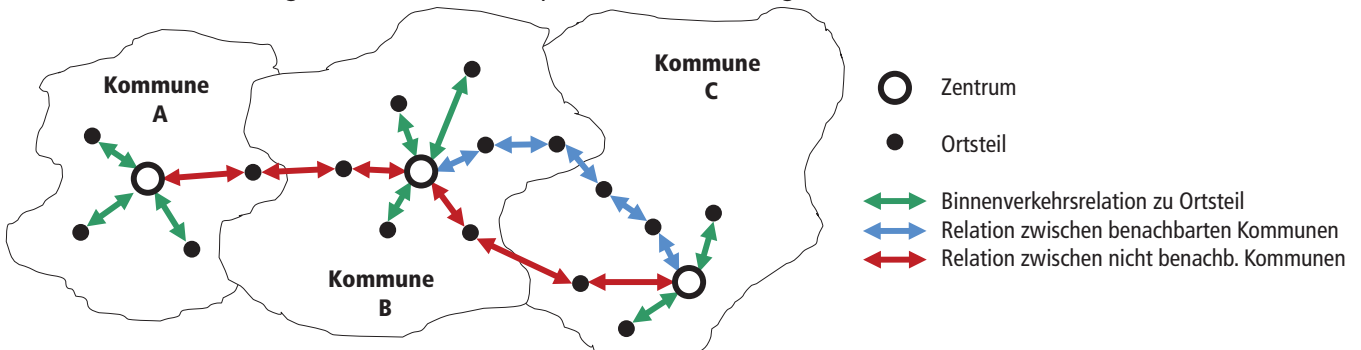 Kommune
A
Kommune
B
Kommune
C
Zentrum
Ortsteil
Binnenverkehrsrelation zu Ortsteil
Relation zwischen benachbarten Kommunen
Relation zwischen nicht benachb. Kommunen